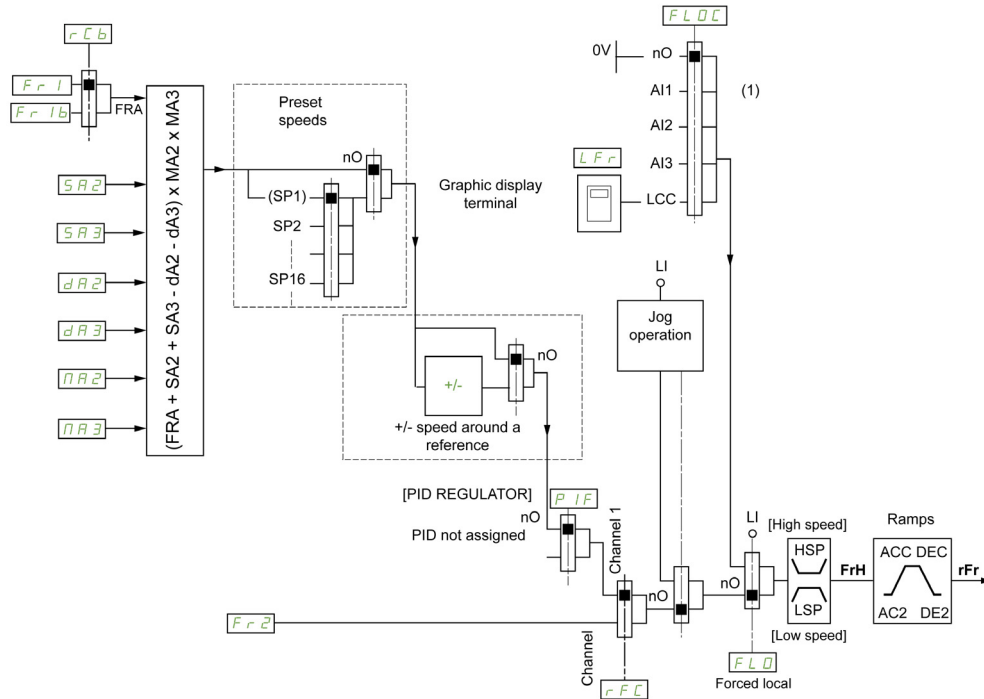 FLOC
rCb
0V
nO
Fr1
AI1
(1)
Fr1b
FRA
Preset
speeds
AI2
nO
LFr
AI3
SA2
Graphic display
terminal
(SP1)
LCC
SA3
SP2
(FRA + SA2 + SA3 - dA2 - dA3) x MA2 x MA3
LI
dA2
SP16
Jog
operation
dA3
nO
MA2
+/-
MA3
+/- speed around a
reference
[PID REGULATOR]
PIF
nO
PID not assigned
Channel 1
LI
[High speed]
Ramps
HSP
ACC DEC
nO
nO
FrH
rFr
LSP
AC2 DE2
Fr2
[Low speed]
Channel
FLO
Forced local
rFC